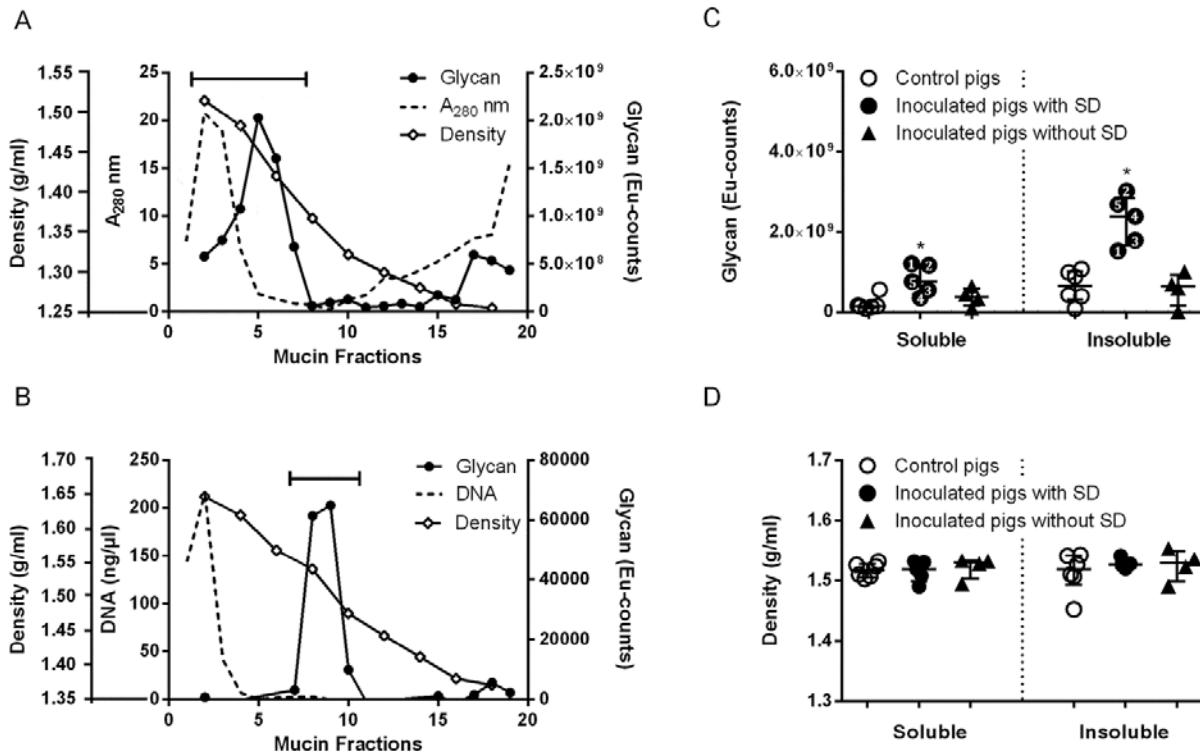 A
Density (g/ml)
1.55
1.50
1.45
1.40
1.35
1.30
1.25
A₂₈₀ nm
25
20
15
10
5
0
Glycan
A₂₈₀ nm
Density
2.5×10⁹
2.0×10⁹
1.5×10⁹
1.0×10⁹
5.0×10⁸
0
Glycan (Eu-counts)
0 5 10 15 20
Mucin Fractions
B
Density (g/ml)
1.70
1.65
1.60
1.55
1.50
1.45
1.40
1.35
DNA (ng/µl)
250
200
150
100
50
0
Glycan
DNA
Density
80000
60000
40000
20000
0
Glycan (Eu-counts)
0 5 10 15 20
Mucin Fractions
C
Glycan (Eu-counts)
6.0×10⁹
4.0×10⁹
2.0×10⁹
0
Control pigs
Inoculated pigs with SD
Inoculated pigs without SD
*
1 2
5 3
4
*
2
5 4
3
1
Soluble Insoluble
D
Density (g/ml)
1.7
1.6
1.5
1.4
1.3
Control pigs
Inoculated pigs with SD
Inoculated pigs without SD
Soluble Insoluble